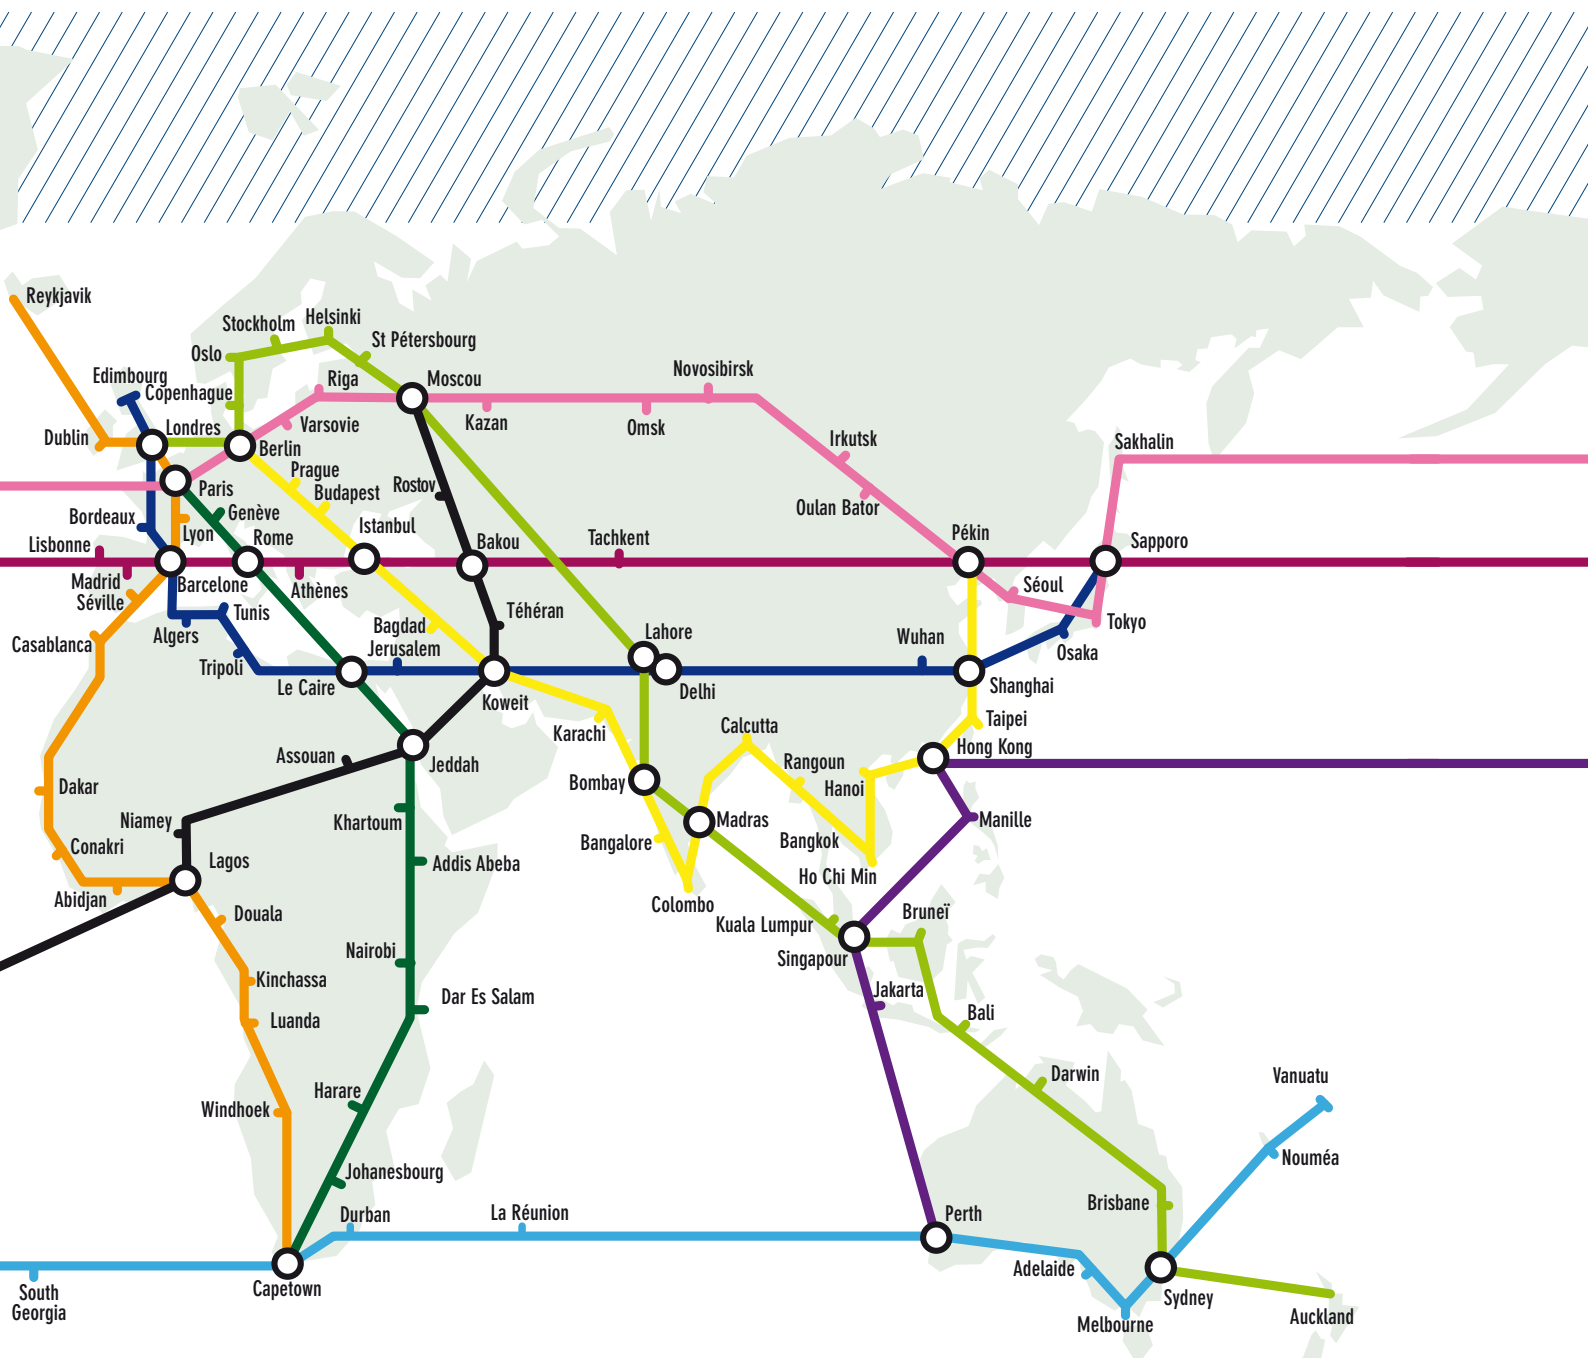 Reykjavik
Stockholm
Helsinki
St Pétersbourg
Oslo
Edimbourg
Copenhague
Riga
Moscou
Novosibirsk
Kazan
Omsk
Londres
Varsovie
Dublin
Berlin
Irkutsk
Sakhalin
Prague
Paris
Budapest
Rostov
Oulan Bator
Bordeaux
Genève
Lyon
Istanbul
Pékin
Lisbonne
Rome
Bakou
Tachkent
Sapporo
Madrid
Barcelone
Athènes
Séoul
Séville
Algers
Tunis
Téhéran
Tokyo
Casablanca
Bagdad
Jerusalem
Lahore
Wuhan
Osaka
Tripoli
Le Caire
Koweit
Delhi
Shanghai
Karachi
Calcutta
Taipei
Hong Kong
Assouan
Jeddah
Rangoun
Dakar
Bombay
Hanoi
Niamey
Khartoum
Madras
Manille
Conakri
Bangalore
Bangkok
Lagos
Addis Abeba
Ho Chi Min
Abidjan
Colombo
Douala
Kuala Lumpur
Bruneï
Nairobi
Singapour
Kinchassa
Dar Es Salam
Jakarta
Luanda
Bali
Harare
Darwin
Vanuatu
Windhoek
Johanesbourg
Nouméa
Durban
La Réunion
Perth
Brisbane
Adelaide
South
Georgia
Capetown
Sydney
Melbourne
Auckland